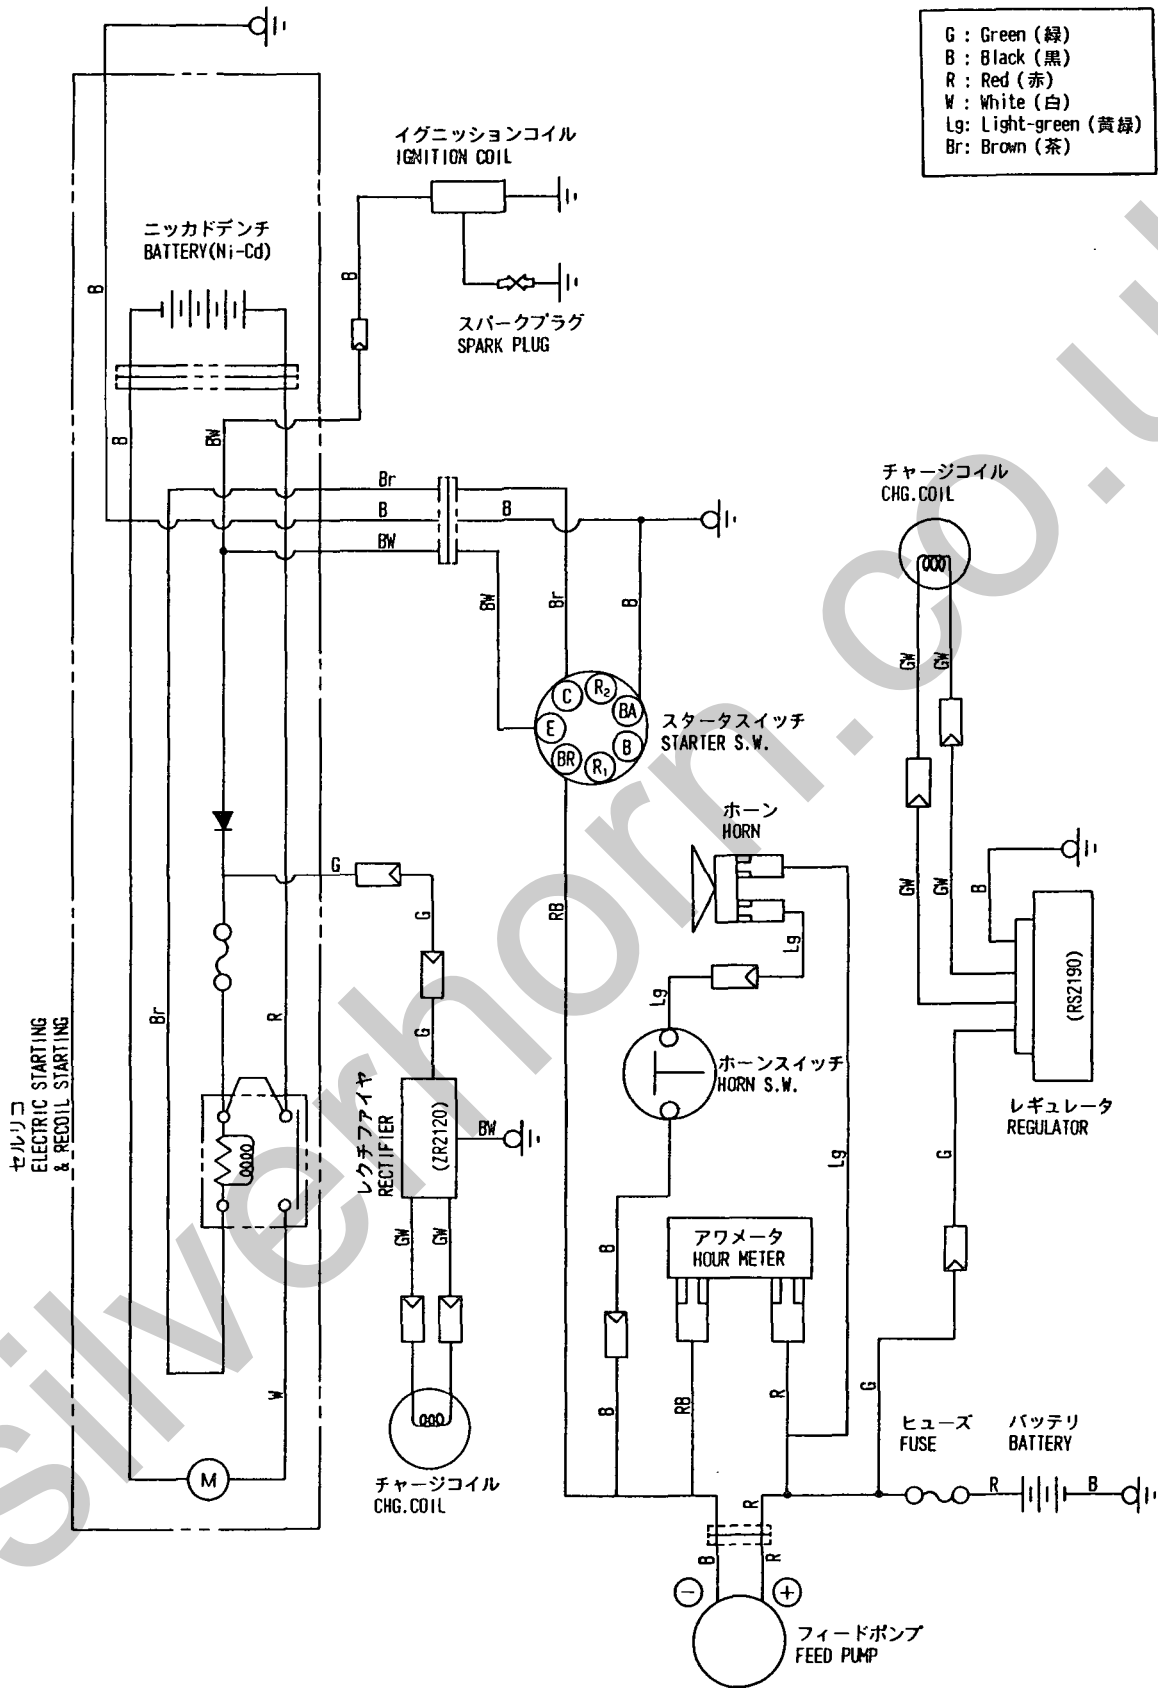 G : Green (緑)
B : Black (黒)
R : Red (赤)
W : White (白)
Lg: Light-green (黄緑)
Br: Brown (茶)
イグニッションコイル
IGNITION COIL
ニッカドデンチ
BATTERY(Ni-Cd)
B
B
スパークプラグ
SPARK PLUG
B
BW
Br
B
B
BW
チャージコイル
CHG.COIL
BW
Br
B
GW
GW
C
R2
BA
E
BR
R1
B
スタータスイッチ
STARTER S.W.
ホーン
HORN
G
G
RB
Lg
GW
GW
B
(RS2190)
Lg
Br
R
G
セルリコ
ELECTRIC STARTING
& RECOIL STARTING
ホーンスイッチ
HORN S.W.
レギュレータ
REGULATOR
レクチファイヤ
RECTIFIER
(ZR2120)
BW
Lg
G
GW
GW
B
アワメータ
HOUR METER
W
B
RB
R
G
ヒューズ
FUSE
バッテリ
BATTERY
M
チャージコイル
CHG.COIL
R
R
B
B
R
−
+
フィードポンプ
FEED PUMP
silverhorn.co.u